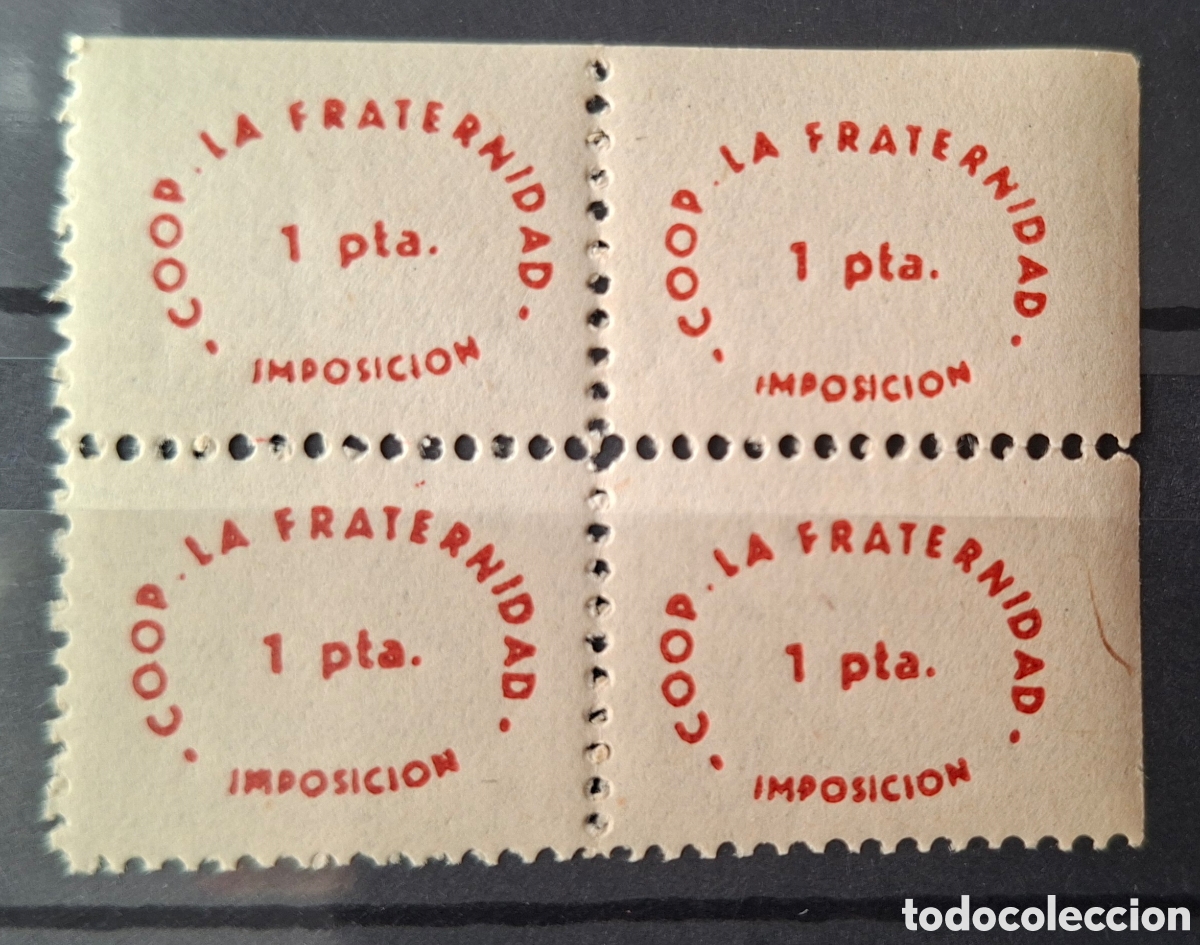 · COOP. LA FRATERNIDAD ·
1 pta.
IMPOSICION
· COOP. LA FRATERNIDAD ·
1 pta.
IMPOSICION
· COOP. LA FRATERNIDAD ·
1 pta.
IMPOSICION
· COOP. LA FRATERNIDAD ·
1 pta.
IMPOSICION
todocoleccion